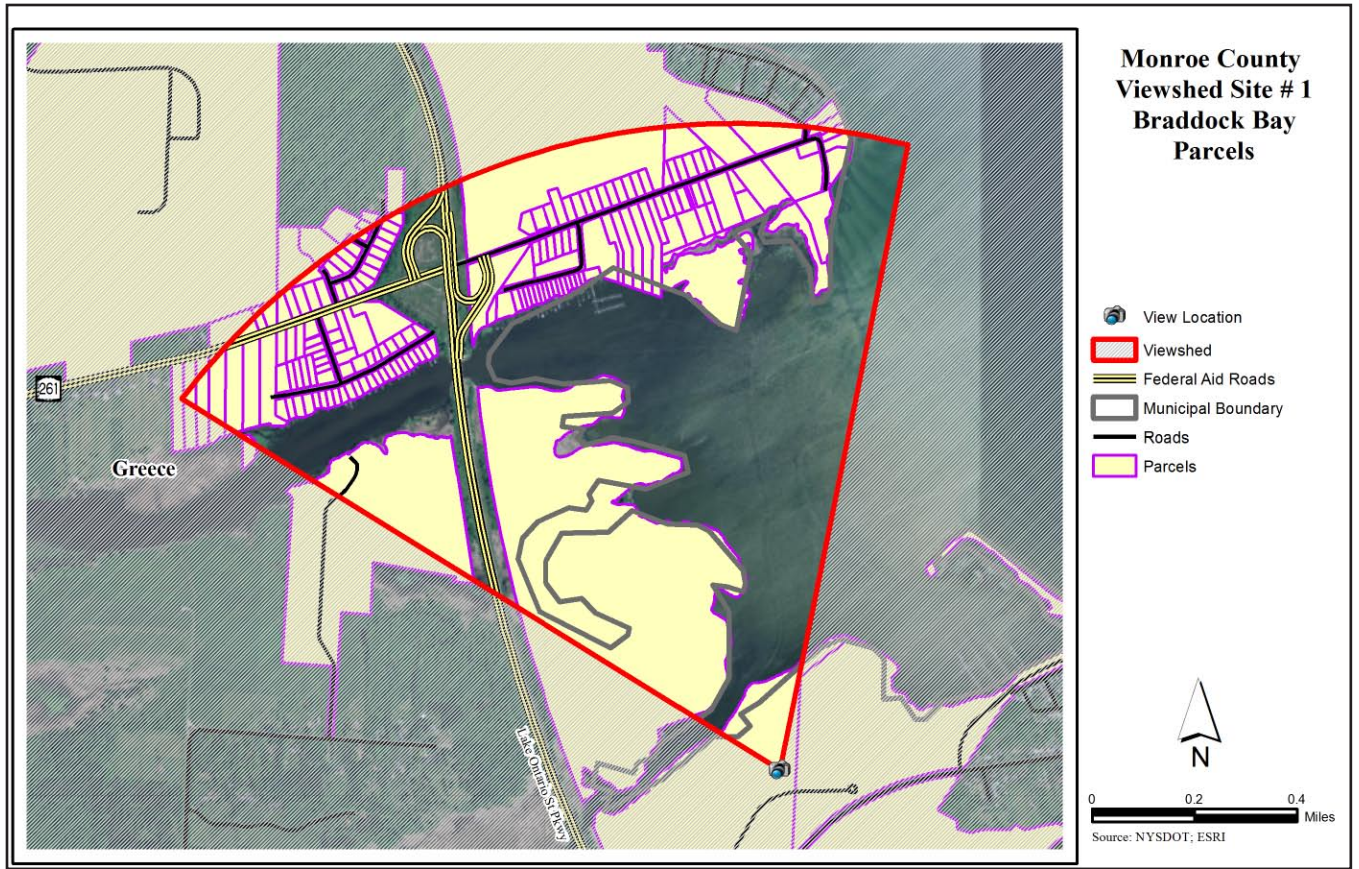 Monroe County
Viewshed Site # 1
Braddock Bay
Parcels
261
Greece
Lake Ontario St Pkwy
View Location
Viewshed
Federal Aid Roads
Municipal Boundary
Roads
Parcels
N
0 0.2 0.4
Miles
Source: NYSDOT; ESRI